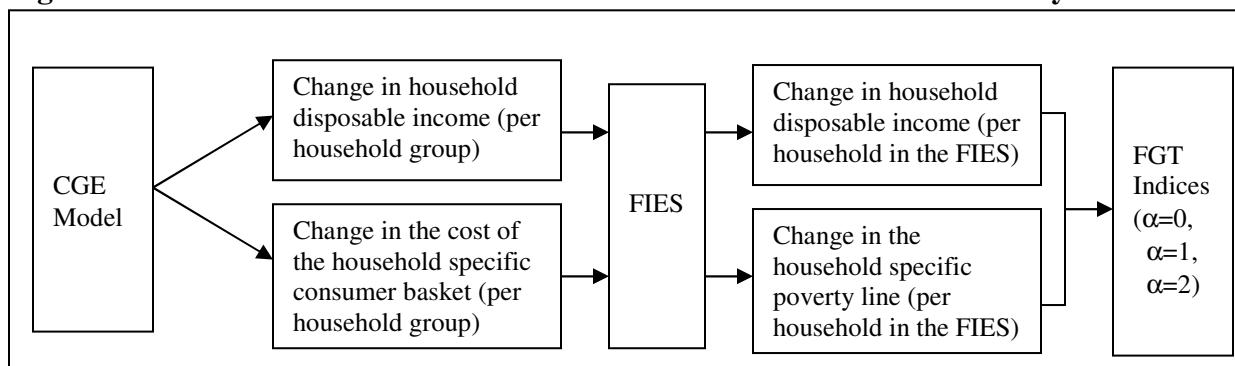 CGE
Model
Change in household
disposable income (per
household group)
Change in the cost of
the household specific
consumer basket (per
household group)
FIES
Change in household
disposable income (per
household in the FIES)
Change in the
household specific
poverty line (per
household in the FIES)
FGT
Indices
(α=0,
α=1,
α=2)